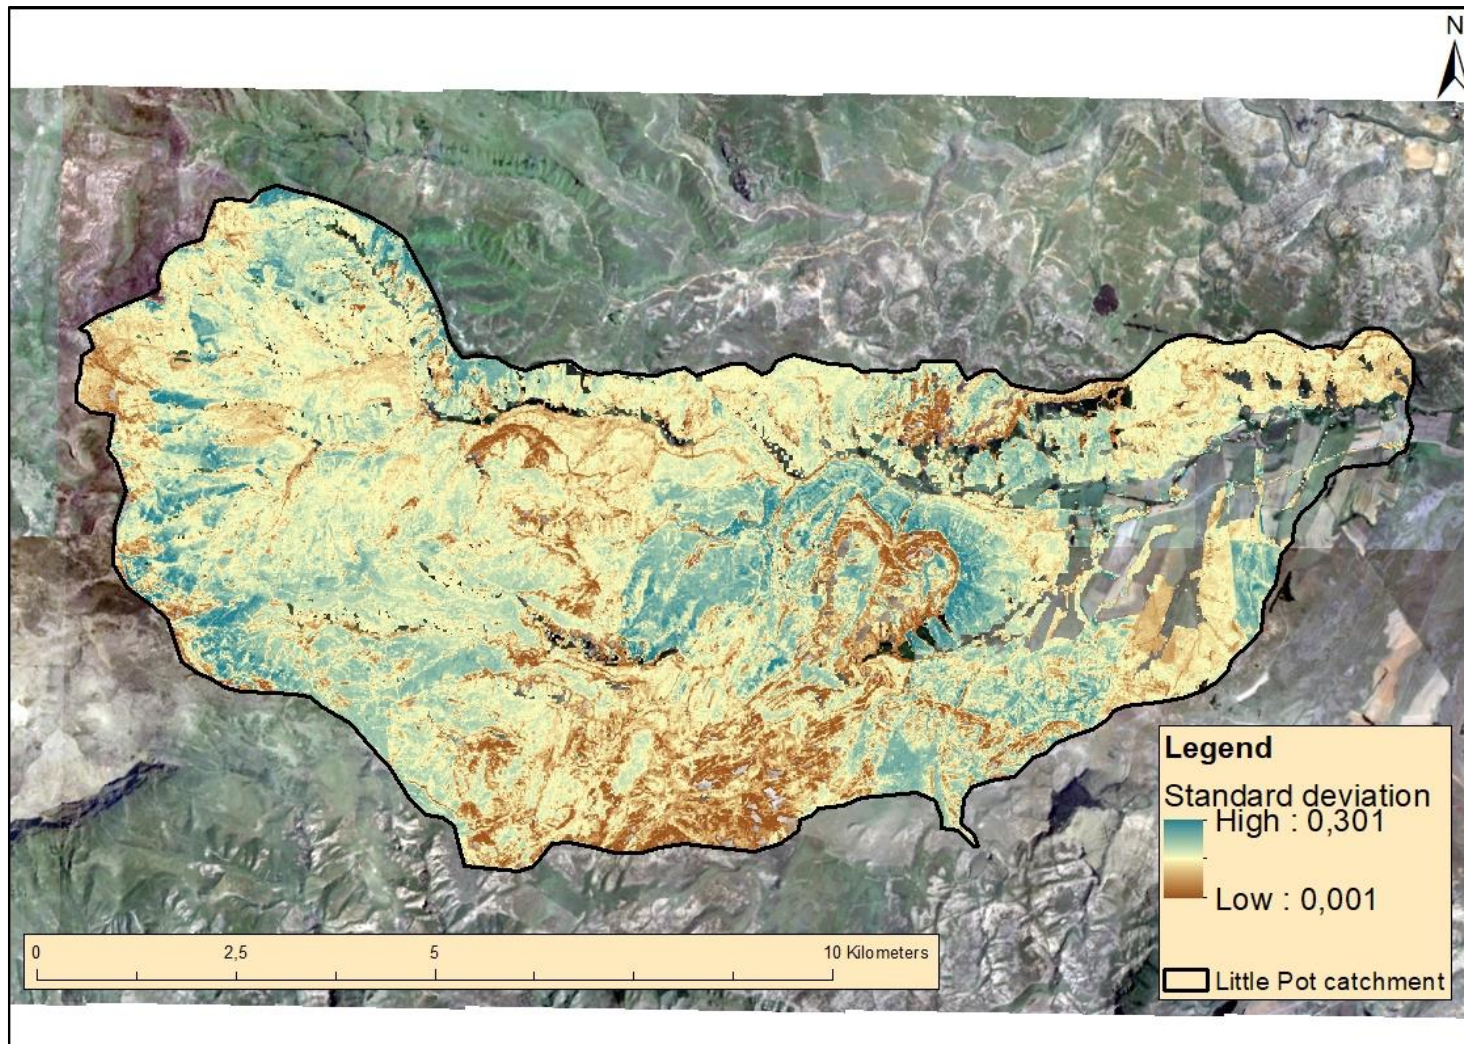 N
Legend
Standard deviation
High : 0,301
Low : 0,001
Little Pot catchment
0 2,5 5 10 Kilometers